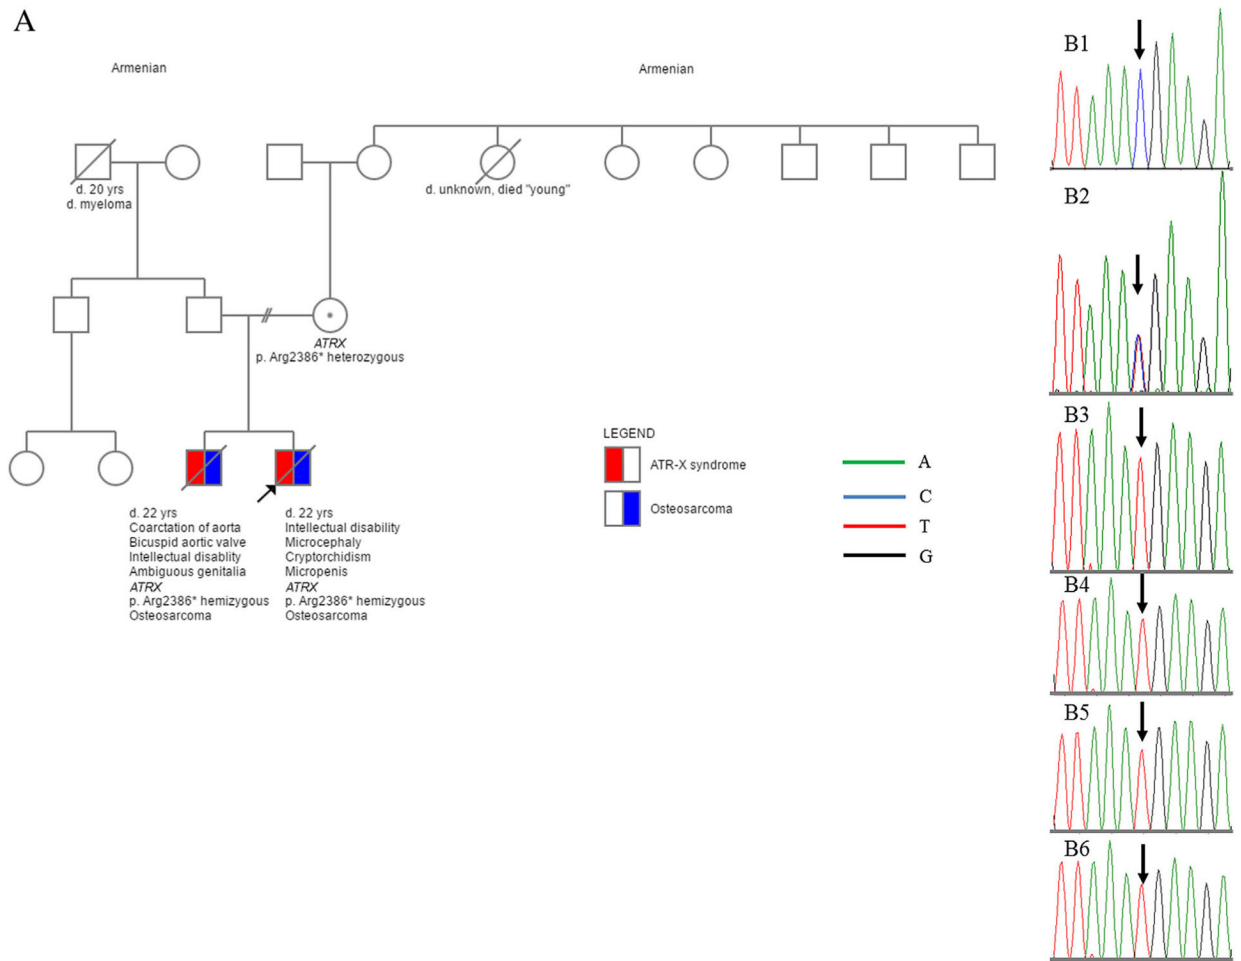 A
Armenian
Armenian
d. 20 yrs
d. myeloma
d. unknown, died "young"
ATRX
p. Arg2386* heterozygous
d. 22 yrs
Coarctation of aorta
Bicuspid aortic valve
Intellectual disablity
Ambiguous genitalia
ATRX
p. Arg2386* hemizygous
Osteosarcoma
d. 22 yrs
Intellectual disability
Microcephaly
Cryptorchidism
Micropenis
ATRX
p. Arg2386* hemizygous
Osteosarcoma
LEGEND
ATR-X syndrome
Osteosarcoma
A
C
T
G
B1
B2
B3
B4
B5
B6